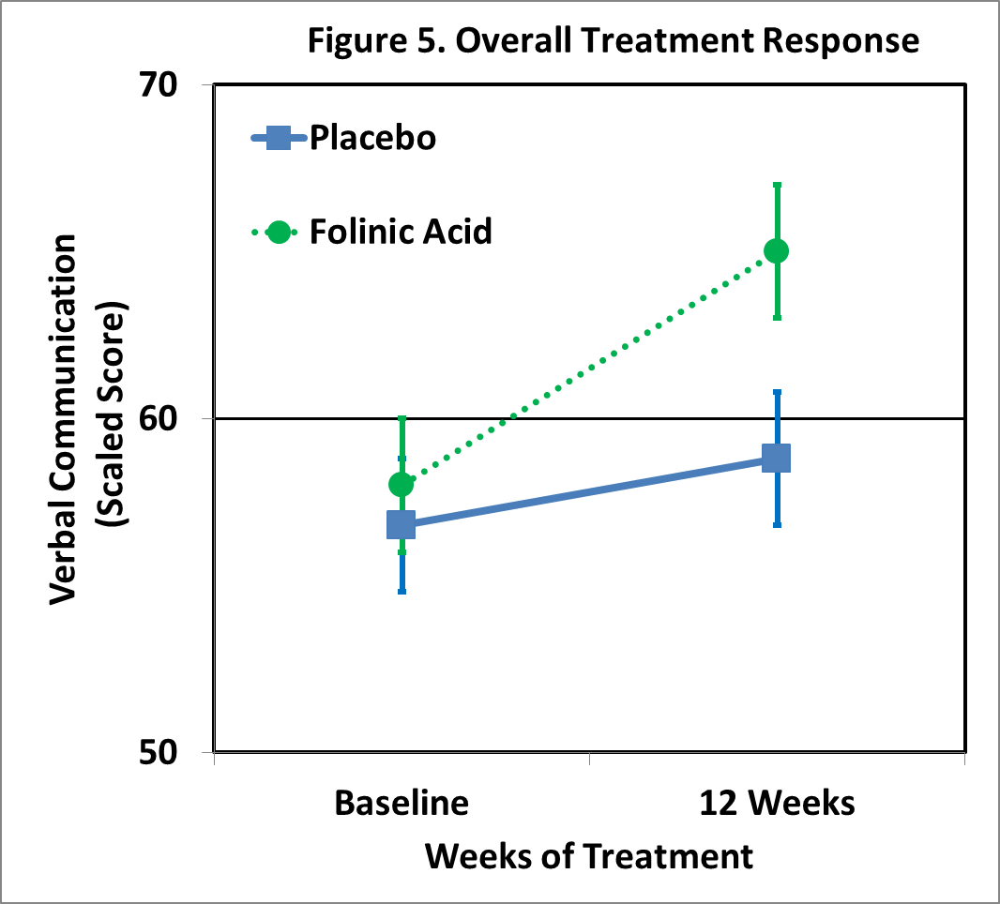 Figure 5. Overall Treatment Response
70
Placebo
Folinic Acid
Verbal Communication
(Scaled Score)
60
50
Baseline
12 Weeks
Weeks of Treatment